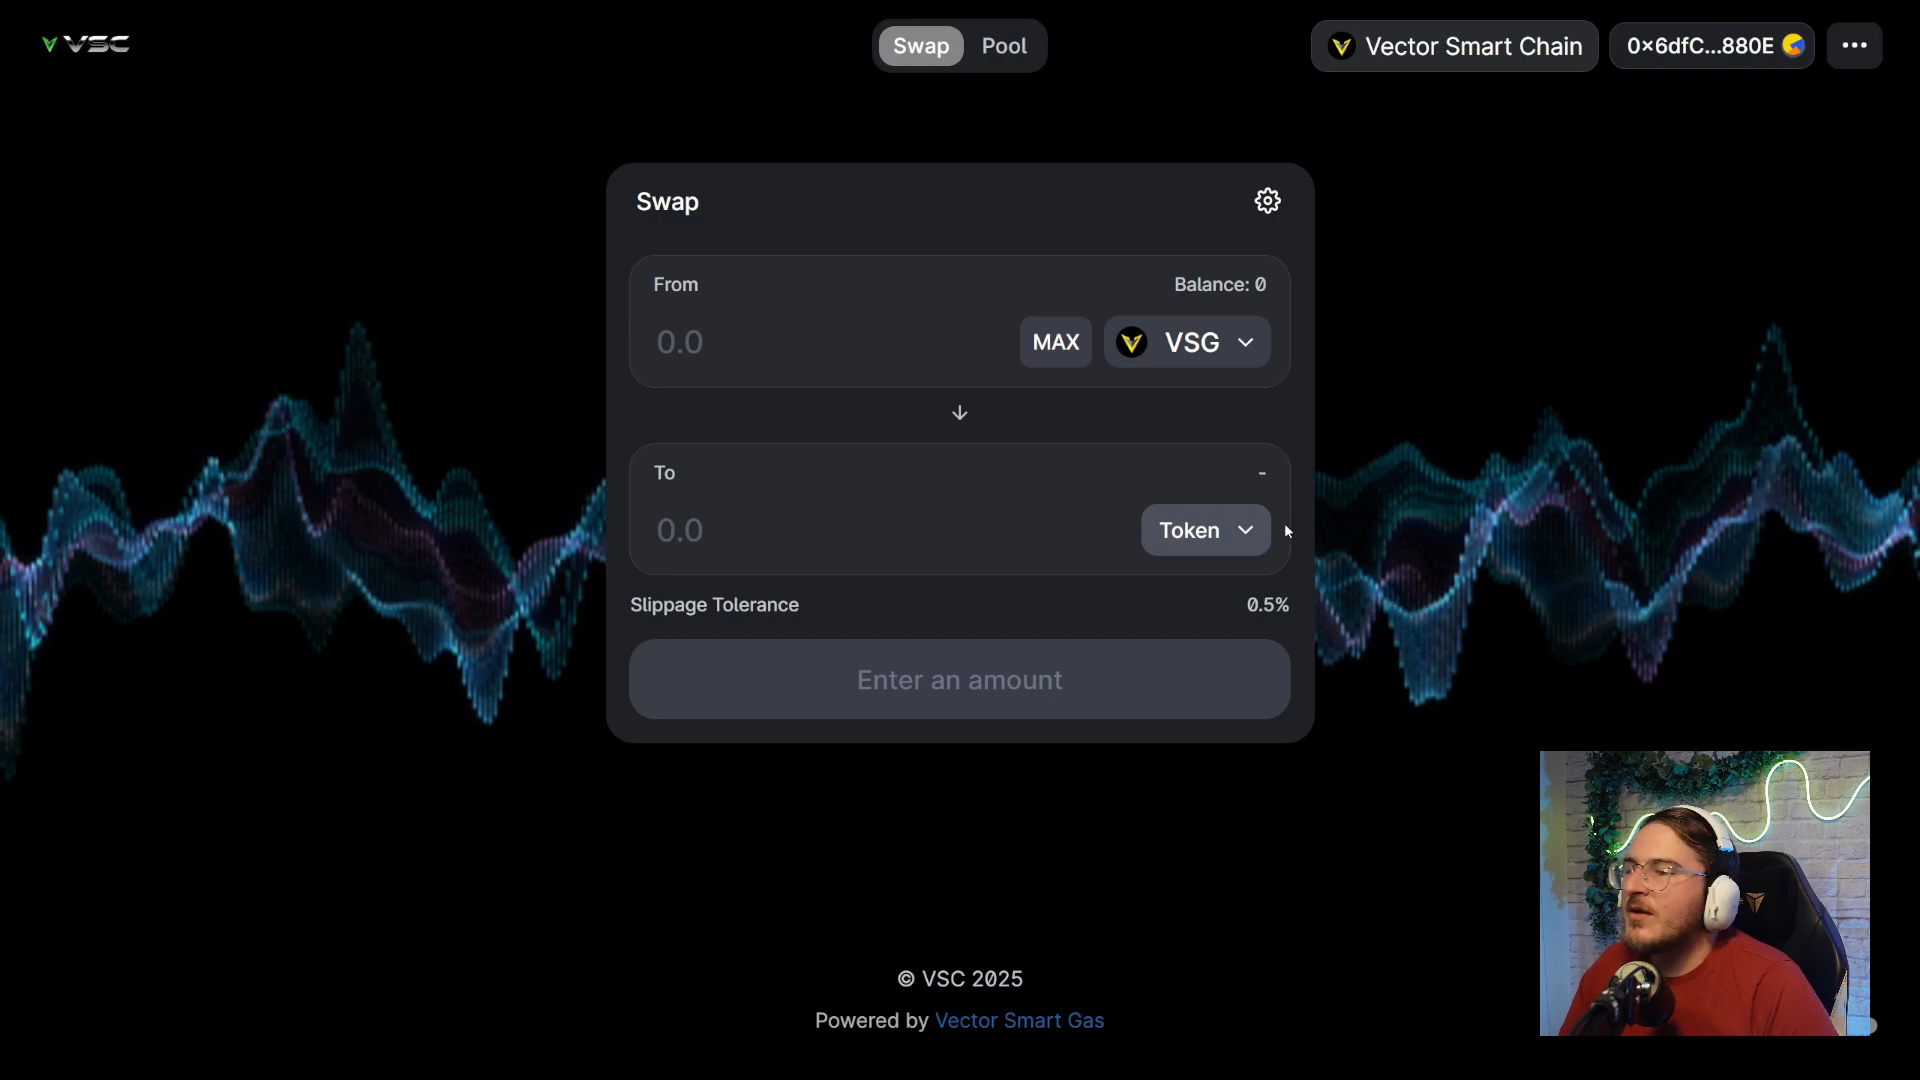 VSC
Swap
Pool
Vector Smart Chain
0x6dfC...880E
Swap
From
Balance: 0
0.0
MAX
VSG
To
-
0.0
Token
Slippage Tolerance
0.5%
Enter an amount
© VSC 2025
Powered by Vector Smart Gas